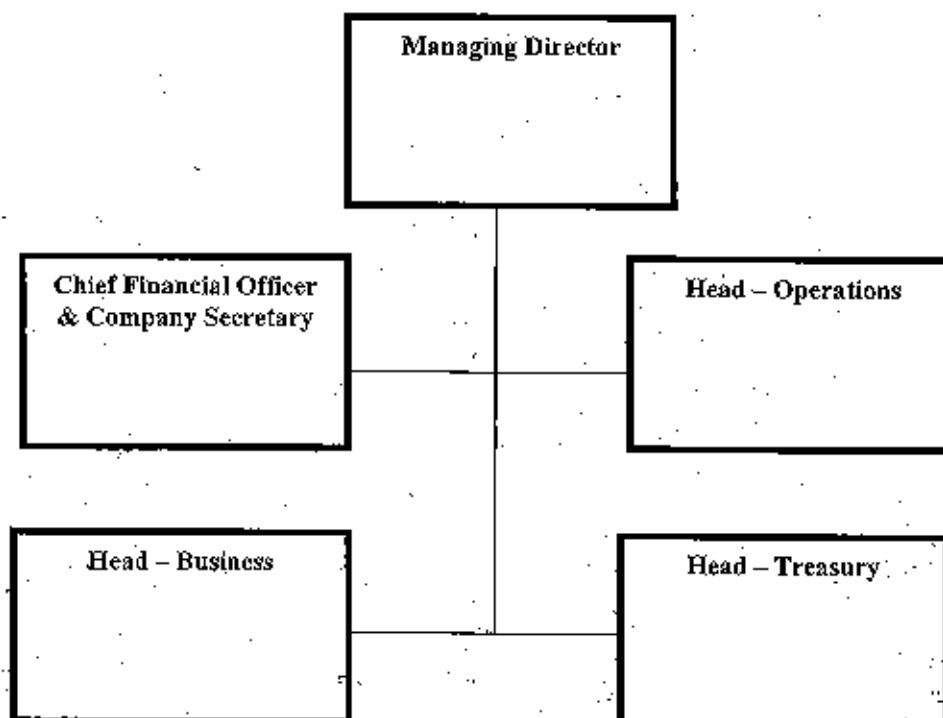 Managing Director
Chief Financial Officer
& Company Secretary
Head – Operations
Head – Business
Head – Treasury